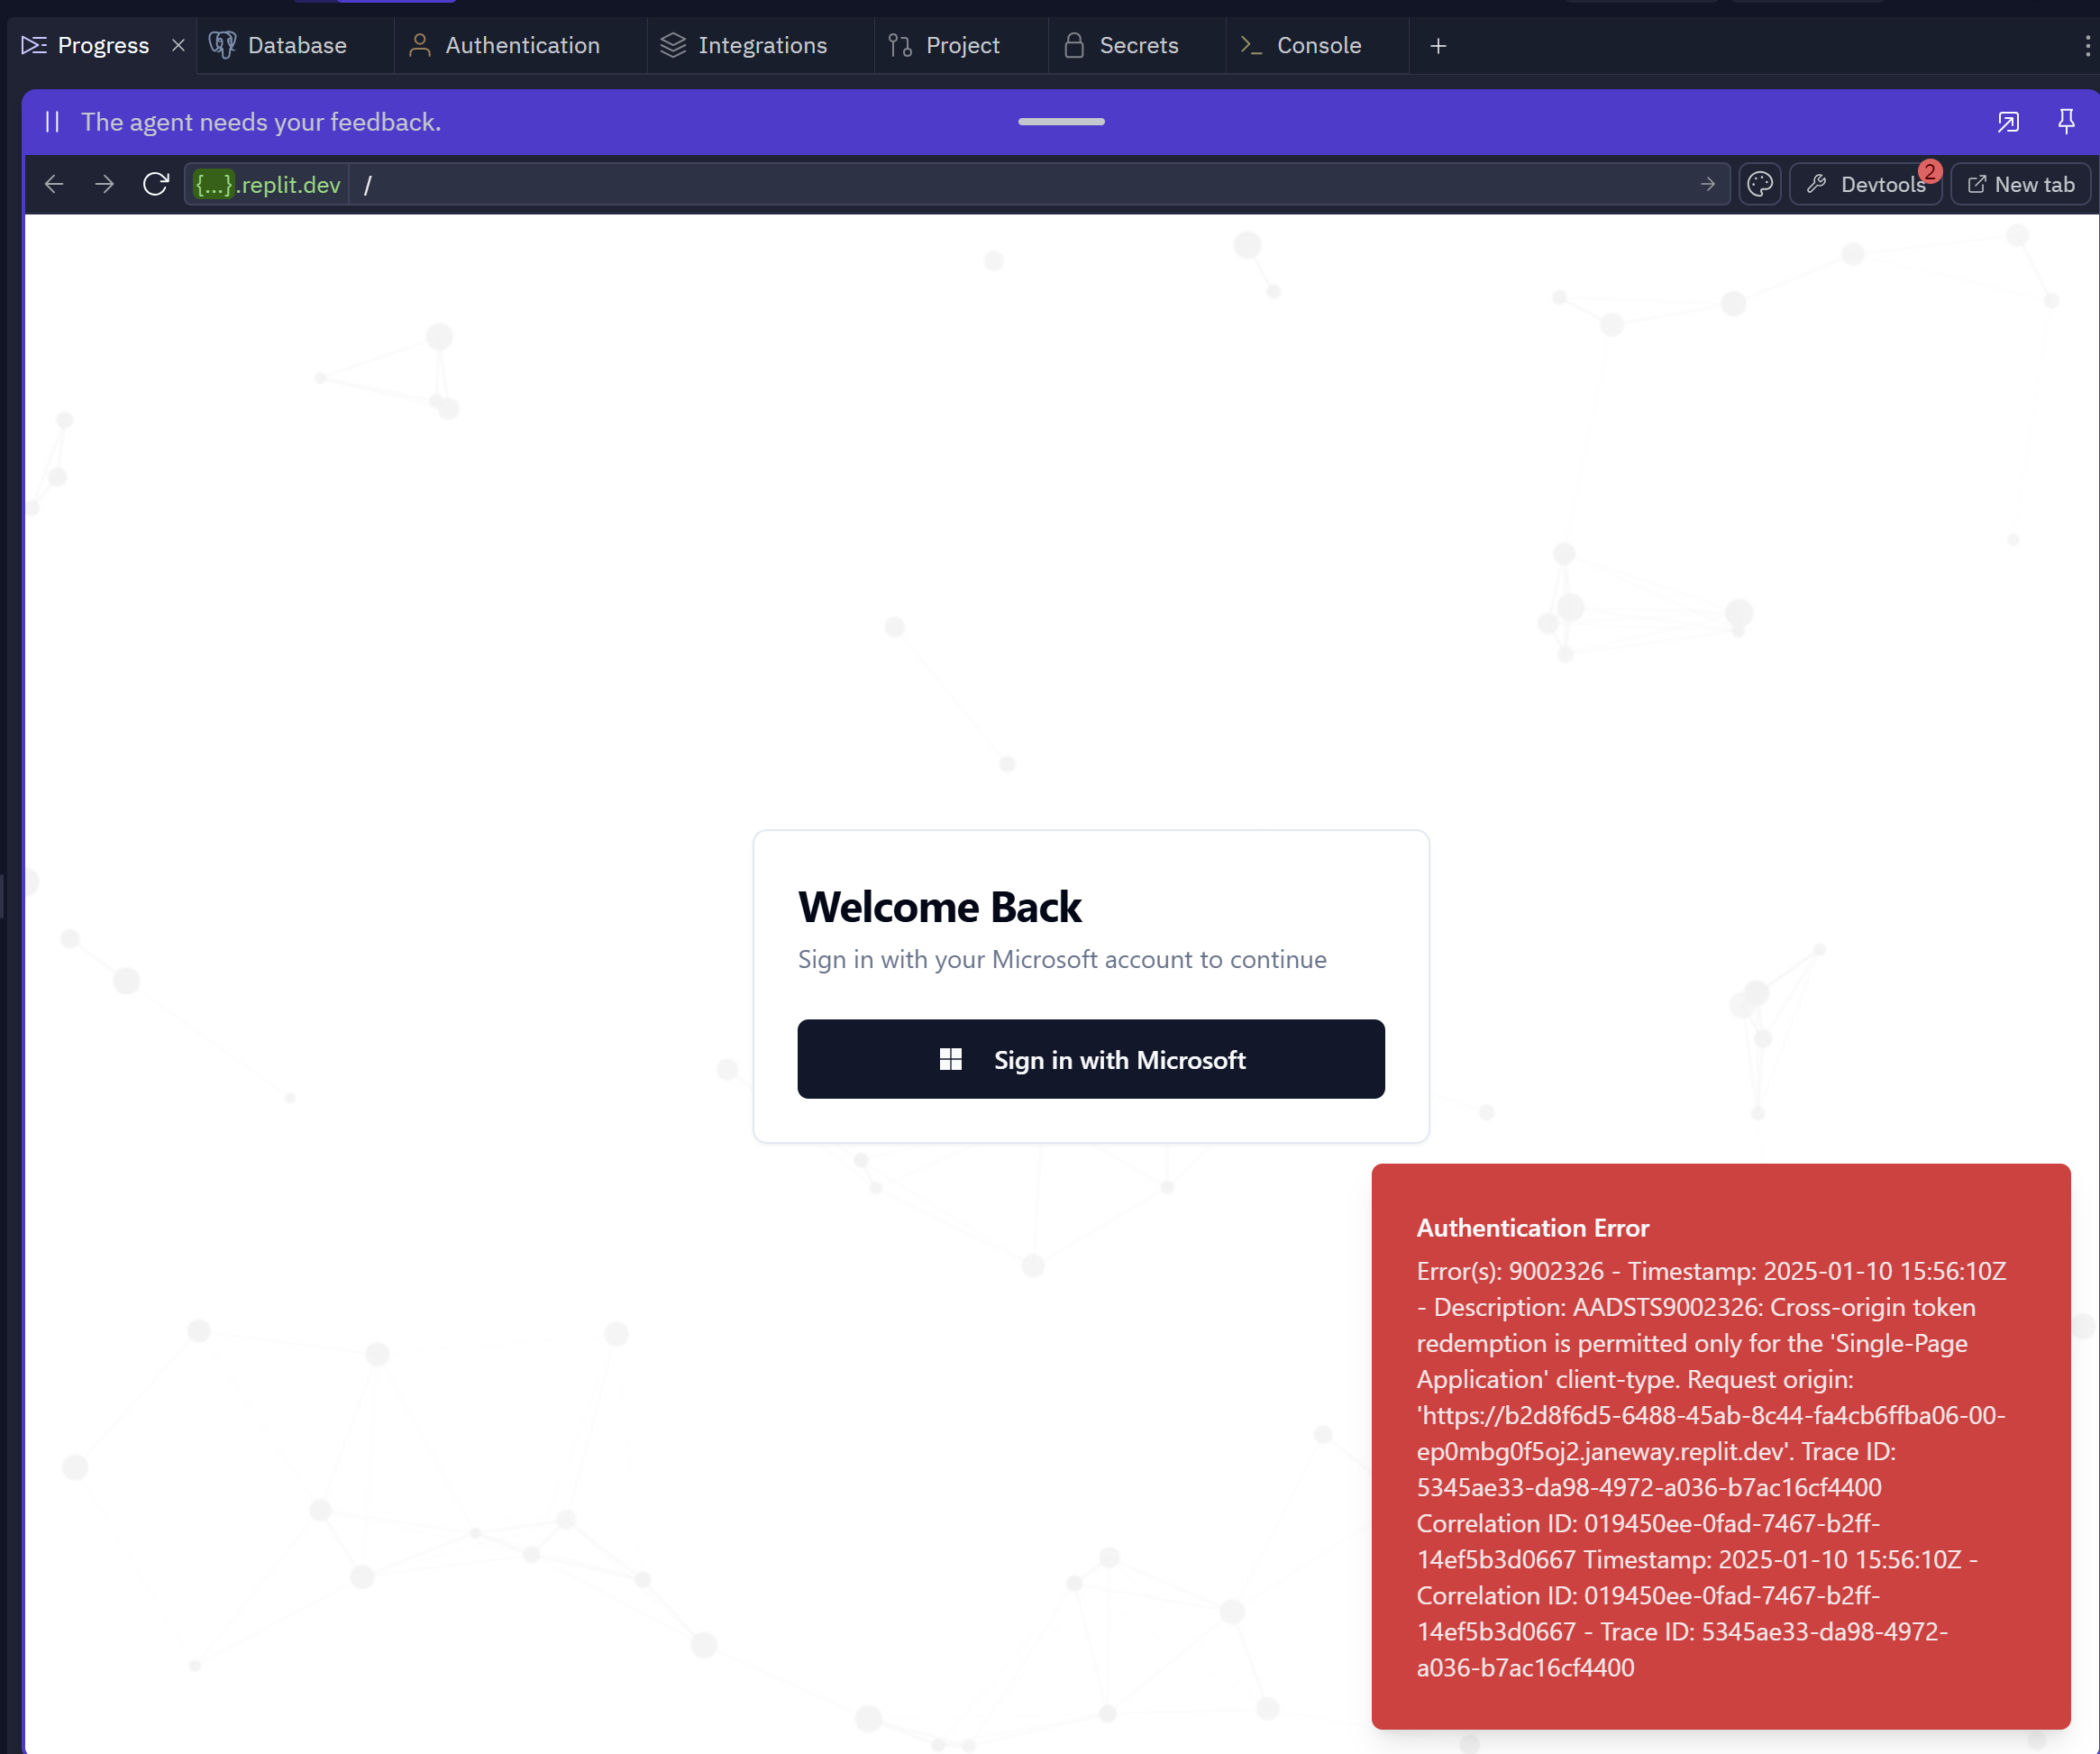 Progress
Database
Authentication
Integrations
Project
Secrets
Console
The agent needs your feedback.
{...}.replit.dev /
Devtools
2
New tab
Welcome Back
Sign in with your Microsoft account to continue
Sign in with Microsoft
Authentication Error
Error(s): 9002326 - Timestamp: 2025-01-10 15:56:10Z
- Description: AADSTS9002326: Cross-origin token
redemption is permitted only for the 'Single-Page
Application' client-type. Request origin:
'https://b2d8f6d5-6488-45ab-8c44-fa4cb6ffba06-00-
ep0mbg0f5oj2.janeway.replit.dev'. Trace ID:
5345ae33-da98-4972-a036-b7ac16cf4400
Correlation ID: 019450ee-0fad-7467-b2ff-
14ef5b3d0667 Timestamp: 2025-01-10 15:56:10Z -
Correlation ID: 019450ee-0fad-7467-b2ff-
14ef5b3d0667 - Trace ID: 5345ae33-da98-4972-
a036-b7ac16cf4400